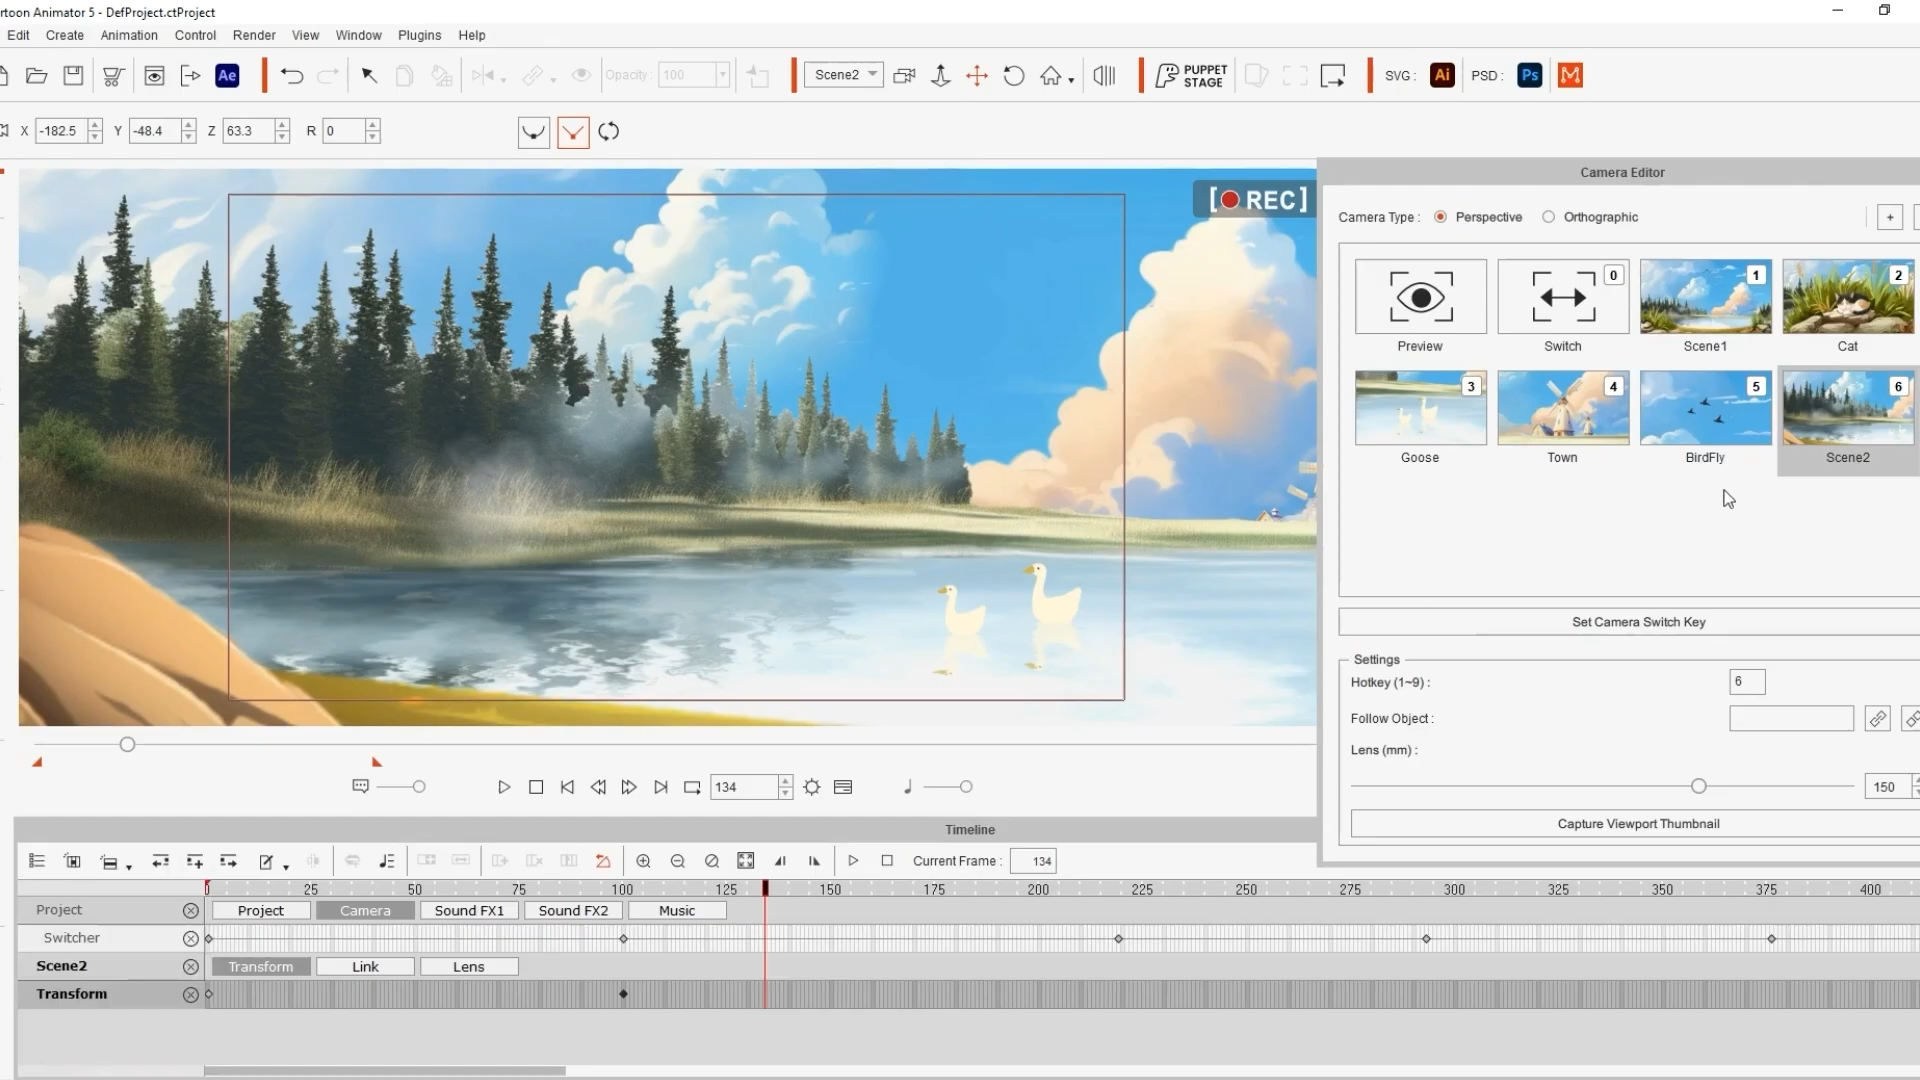 rtoon Animator 5 - DefProject.ctProject
Edit Create Animation Control Render View Window Plugins Help
Ae Opacity : 100 Scene2 PUPPET STAGE SVG : Ai PSD : Ps
X -182.5 Y -48.4 Z 63.3 R 0
Camera Editor
[ REC]
Camera Type : Perspective Orthographic +
0 1 2
Preview Switch Scene1 Cat
3 4 5 6
Goose Town BirdFly Scene2
Set Camera Switch Key
Settings
Hotkey (1~9) : 6
Follow Object :
Lens (mm) :
150
Capture Viewport Thumbnail
134
Timeline
Current Frame : 134
0 25 50 75 100 125 150 175 200 225 250 275 300 325 350 375 400
Project Project Camera Sound FX1 Sound FX2 Music
Switcher
Scene2 Transform Link Lens
Transform